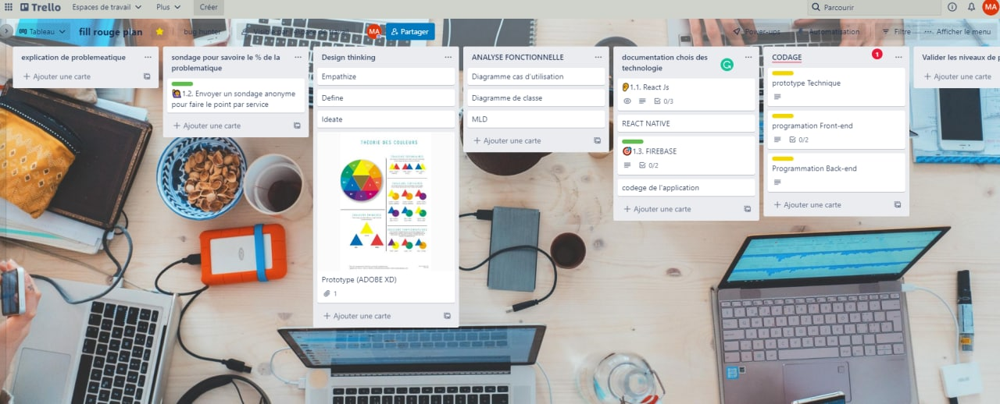 Trello
Espaces de travail
Plus
Créer
Parcourir
MA
Tableau
fill rouge plan
bug hunter
MA
Partager
Power-ups
Automatisation
Filtre
Afficher le menu
explication de problemeatique
Ajouter une carte
sondage pour savoire le % de la
problematique
1.2. Envoyer un sondage anonyme
pour faire le point par service
Ajouter une carte
Design thinking
Empathize
Define
Ideate
THEORIE DES COULEURS
Prototype (ADOBE XD)
1
Ajouter une carte
ANALYSE FONCTIONNELLE
Diagramme cas d'utilisation
Diagramme de classe
MLD
Ajouter une carte
documentation chois des
technologie
1.1. React Js
0/3
REACT NATIVE
1.3. FIREBASE
0/2
codege de l'application
Ajouter une carte
CODAGE
1
prototype Technique
programation Front-end
0/2
Programmation Back-end
Ajouter une carte
Valider les niveaux de
Ajouter une carte